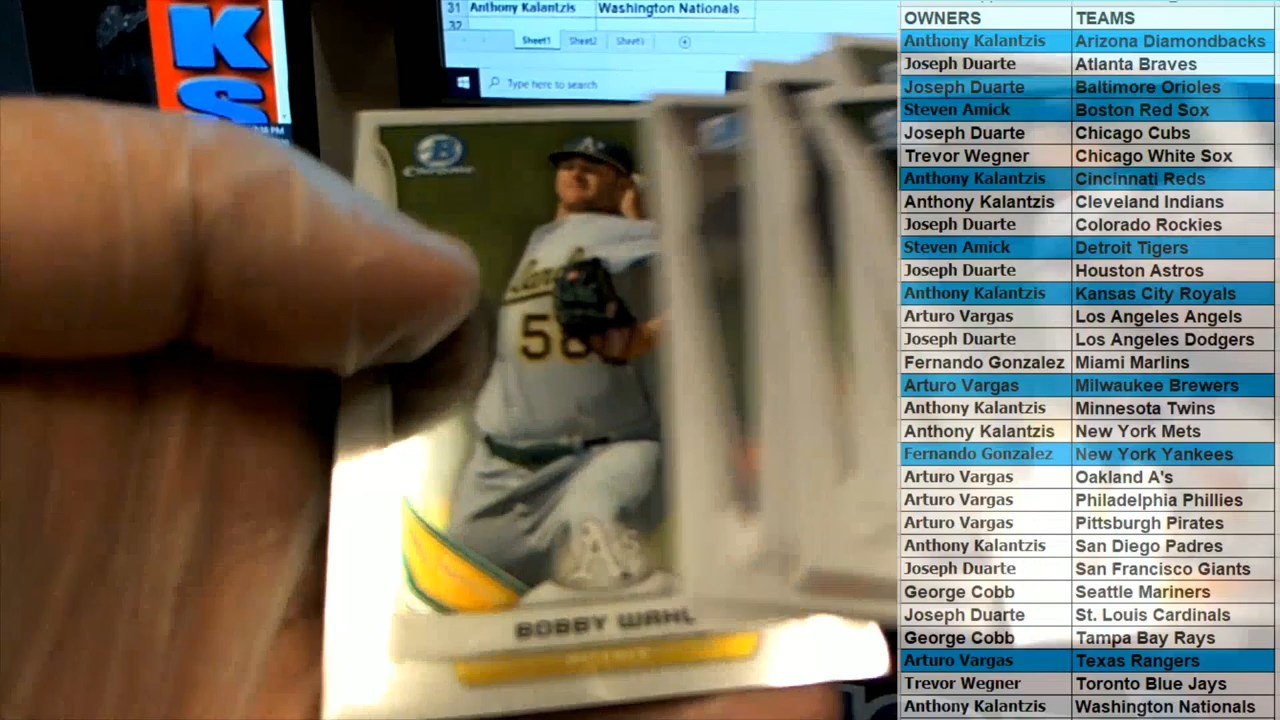 K
S
31 Anthony Kalantzis Washington Nationals
32
Sheet1 Sheet2 Sheet3
Type here to search
B
Chrome
A's
58
A's
BOBBY WAHL
OWNERS TEAMS
Anthony Kalantzis Arizona Diamondbacks
Joseph Duarte Atlanta Braves
Joseph Duarte Baltimore Orioles
Steven Amick Boston Red Sox
Joseph Duarte Chicago Cubs
Trevor Wegner Chicago White Sox
Anthony Kalantzis Cincinnati Reds
Anthony Kalantzis Cleveland Indians
Joseph Duarte Colorado Rockies
Steven Amick Detroit Tigers
Joseph Duarte Houston Astros
Anthony Kalantzis Kansas City Royals
Arturo Vargas Los Angeles Angels
Joseph Duarte Los Angeles Dodgers
Fernando Gonzalez Miami Marlins
Arturo Vargas Milwaukee Brewers
Anthony Kalantzis Minnesota Twins
Anthony Kalantzis New York Mets
Fernando Gonzalez New York Yankees
Arturo Vargas Oakland A's
Arturo Vargas Philadelphia Phillies
Arturo Vargas Pittsburgh Pirates
Anthony Kalantzis San Diego Padres
Joseph Duarte San Francisco Giants
George Cobb Seattle Mariners
Joseph Duarte St. Louis Cardinals
George Cobb Tampa Bay Rays
Arturo Vargas Texas Rangers
Trevor Wegner Toronto Blue Jays
Anthony Kalantzis Washington Nationals